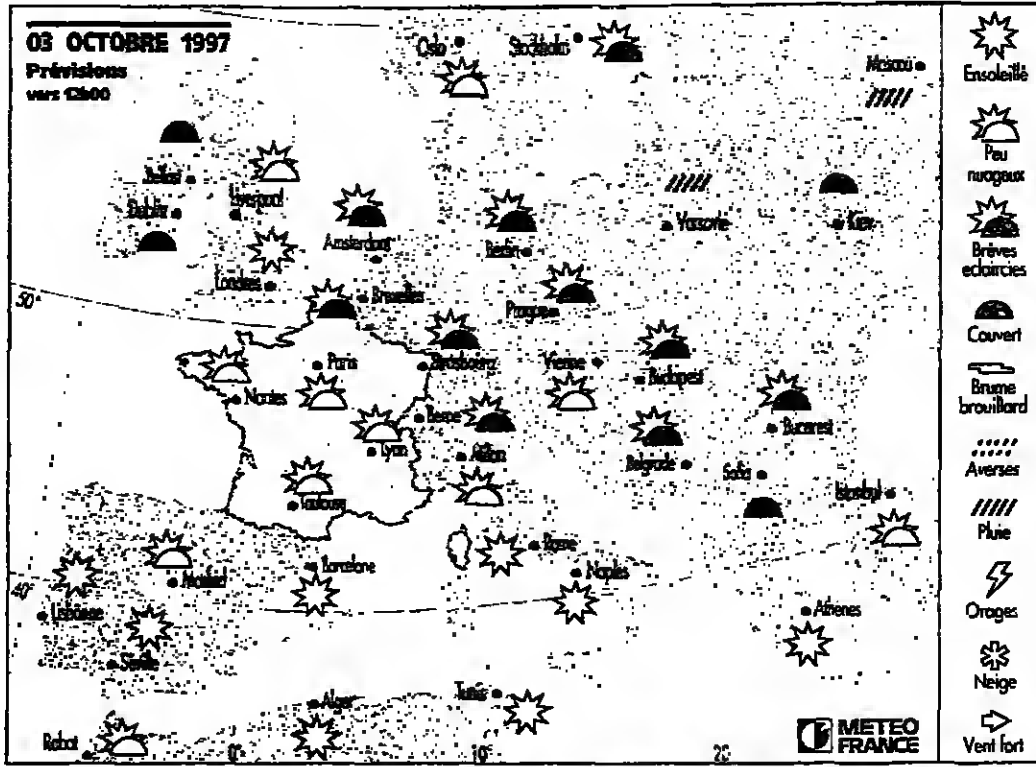 03 OCTOBRE 1997
Prévisions
vers 12h00
Oslo
Stockholm
Moscou
Belfast
Liverpool
Dublin
Amsterdam
Berlin
Varsovie
Kiev
Londres
Bruxelles
Prague
50°
Paris
Strasbourg
Vienne
Budapest
Nantes
Berne
Bucarest
Lyon
Milan
Belgrade
Sofia
Istanbul
Toulouse
Rome
Barcelone
Naples
Madrid
40°
Lisbonne
Athenes
Séville
Alger
Tunis
Rabat
0°
10°
20°
METEO
FRANCE
Ensoleillé
Peu
nuageux
Brèves
eclaircies
Couvert
Brume
brouillard
Averses
Pluie
Orages
Neige
Vent fort